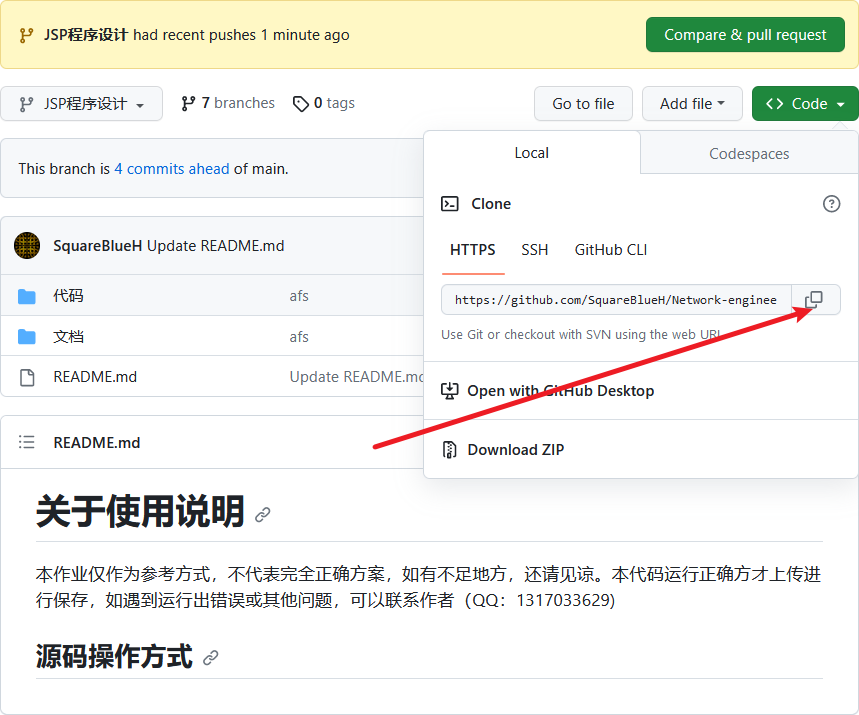 JSP程序设计 had recent pushes 1 minute ago
Compare & pull request
JSP程序设计
7 branches
0 tags
Go to file
Add file
Code
This branch is 4 commits ahead of main.
Local
Codespaces
Clone
HTTPS
SSH
GitHub CLI
https://github.com/SquareBlueH/Network-enginee
Use Git or checkout with SVN using the web URL
Open with GitHub Desktop
Download ZIP
SquareBlueH Update README.md
代码
afs
文档
afs
README.md
Update README.md
README.md
关于使用说明
本作业仅作为参考方式，不代表完全正确方案，如有不足地方，还请见谅。本代码运行正确方才上传进
行保存，如遇到运行出错误或其他问题，可以联系作者（QQ：1317033629)
源码操作方式